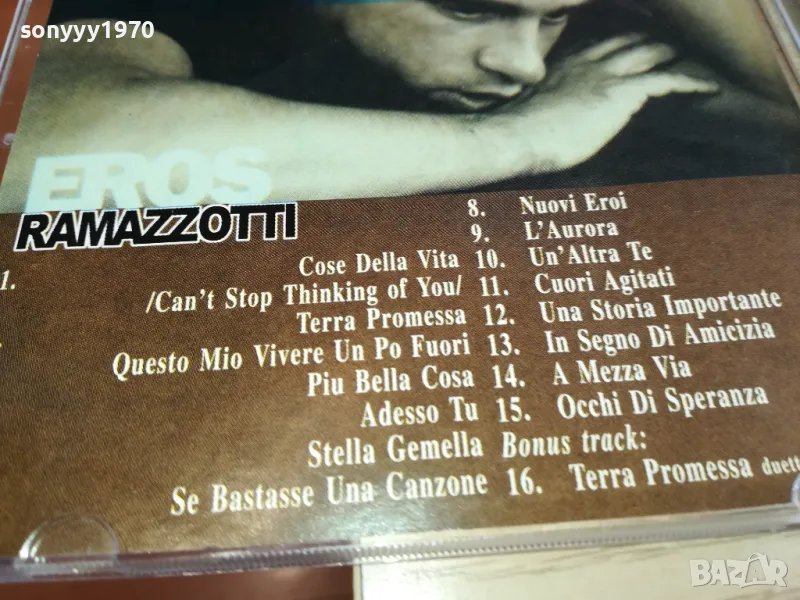 sonyyy1970
EROS
RAMAZZOTTI
1.
Cose Della Vita
/Can't Stop Thinking of You/
Terra Promessa
Questo Mio Vivere Un Po Fuori
Piu Bella Cosa
Adesso Tu
Stella Gemella
Se Bastasse Una Canzone
8. Nuovi Eroi
9. L'Aurora
10. Un'Altra Te
11. Cuori Agitati
12. Una Storia Importante
13. In Segno Di Amicizia
14. A Mezza Via
15. Occhi Di Speranza
Bonus track:
16. Terra Promessa duett
BAZAR